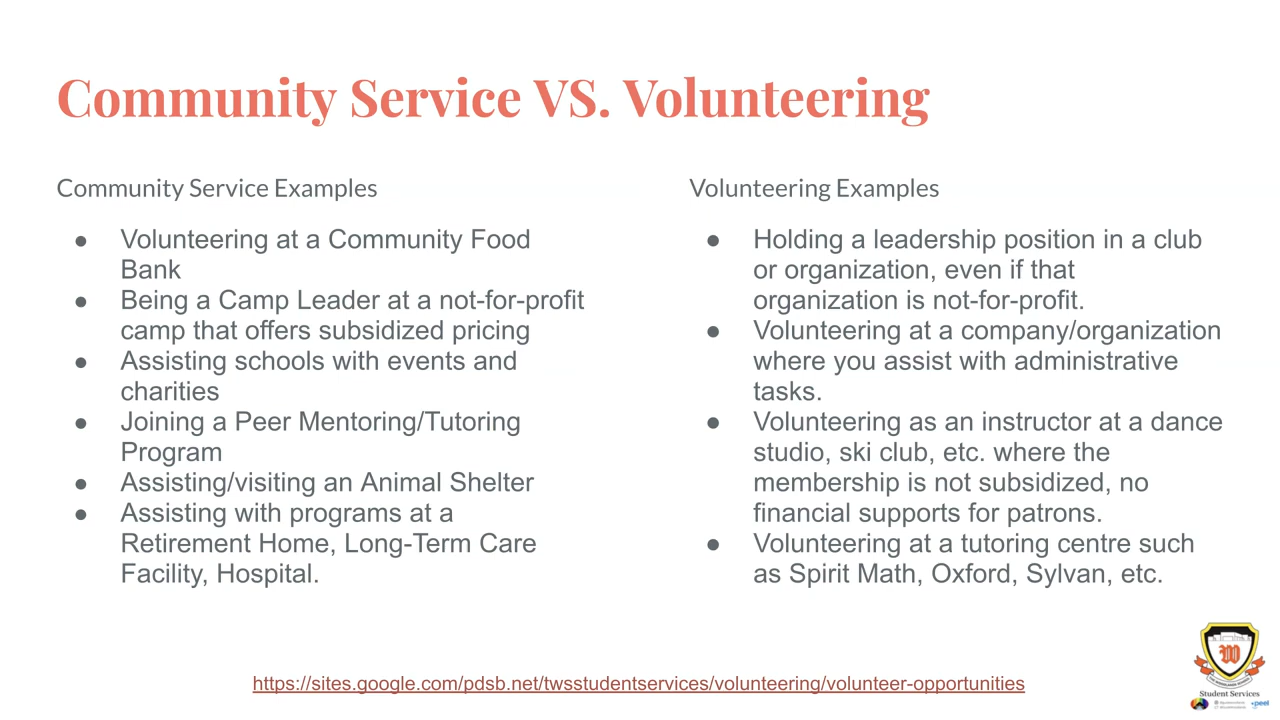 Community Service VS. Volunteering
Community Service Examples
● Volunteering at a Community Food
Bank
● Being a Camp Leader at a not-for-profit
camp that offers subsidized pricing
● Assisting schools with events and
charities
● Joining a Peer Mentoring/Tutoring
Program
● Assisting/visiting an Animal Shelter
● Assisting with programs at a
Retirement Home, Long-Term Care
Facility, Hospital.
Volunteering Examples
● Holding a leadership position in a club
or organization, even if that
organization is not-for-profit.
● Volunteering at a company/organization
where you assist with administrative
tasks.
● Volunteering as an instructor at a dance
studio, ski club, etc. where the
membership is not subsidized, no
financial supports for patrons.
● Volunteering at a tutoring centre such
as Spirit Math, Oxford, Sylvan, etc.
https://sites.google.com/pdsb.net/twsstudentservices/volunteering/volunteer-opportunities
W
Student Services
peel